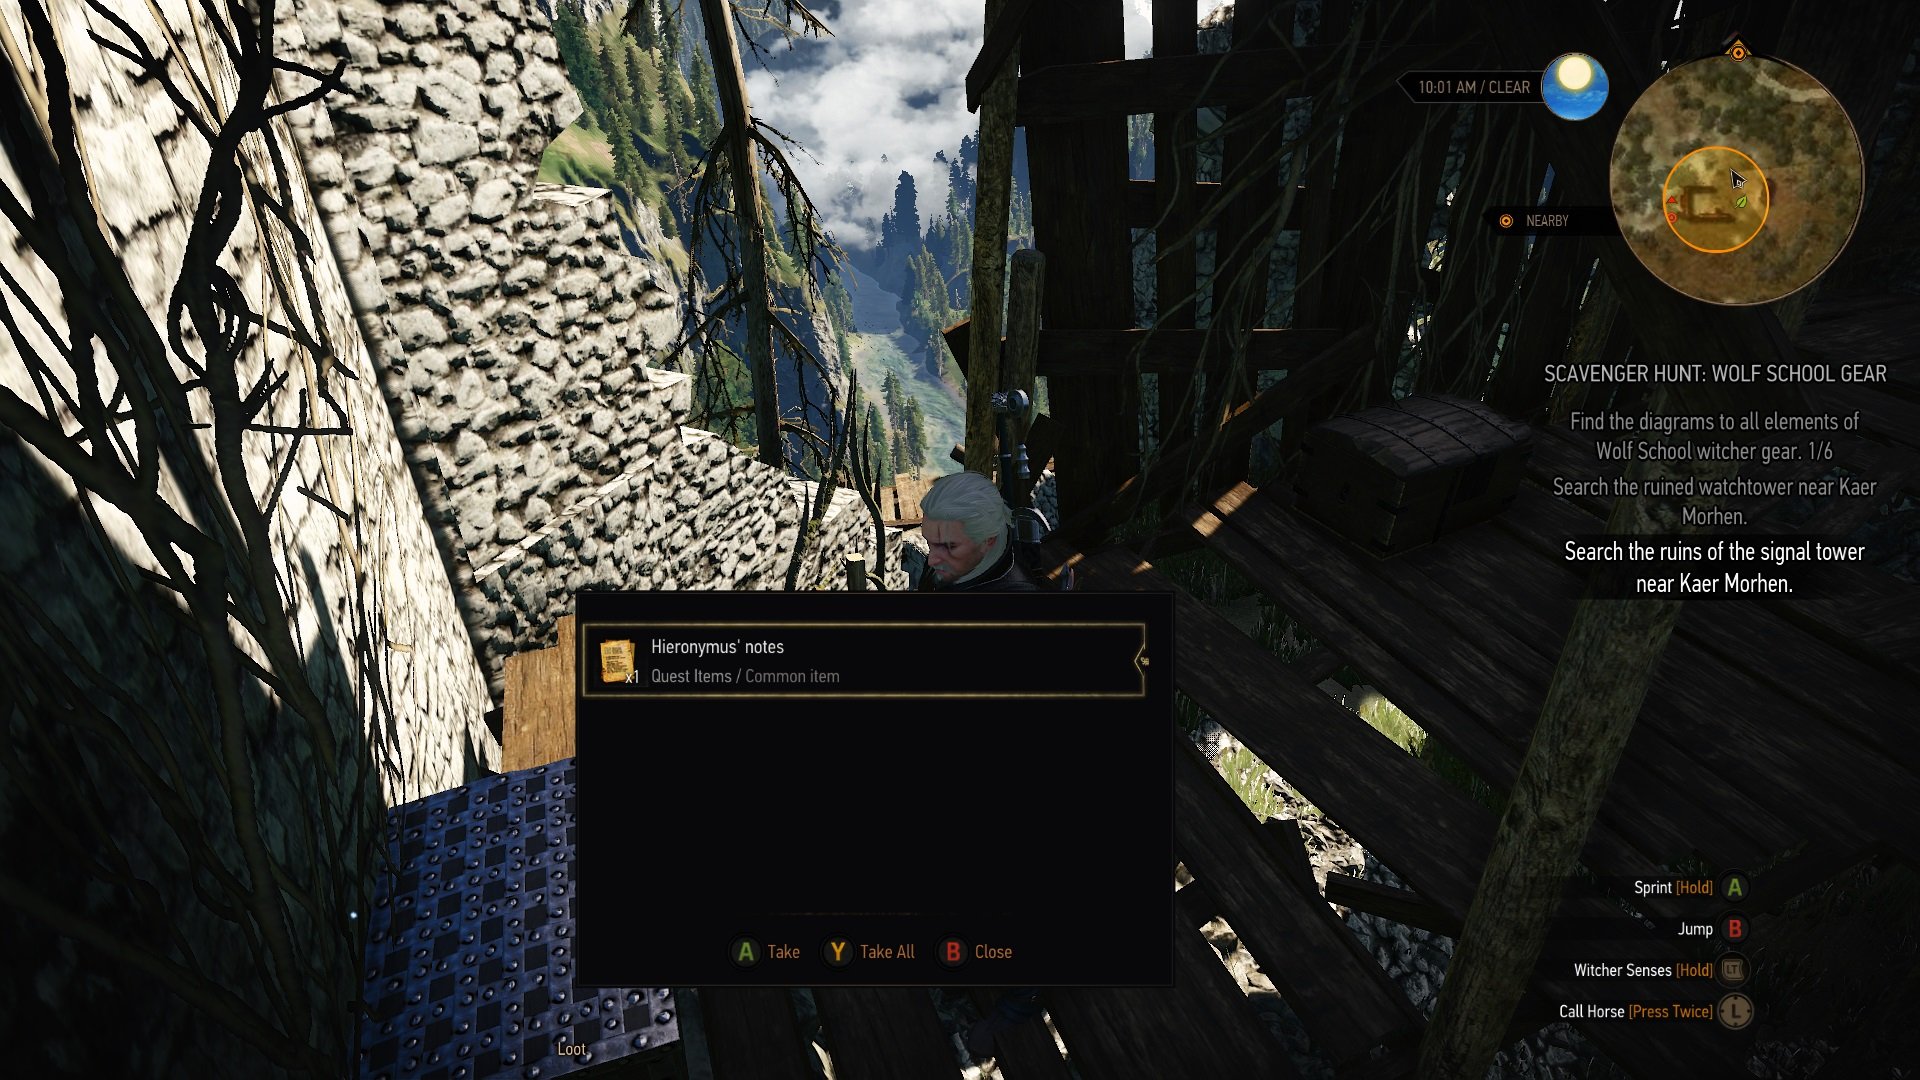 10:01 AM / CLEAR
NEARBY
SCAVENGER HUNT: WOLF SCHOOL GEAR
Find the diagrams to all elements of
Wolf School witcher gear. 1/6
Search the ruined watchtower near Kaer
Morhen.
Search the ruins of the signal tower
near Kaer Morhen.
Hieronymus' notes
x1 Quest Items / Common item
A Take Y Take All B Close
Sprint [Hold] A
Jump B
Witcher Senses [Hold] LT
Call Horse [Press Twice] L
Loot